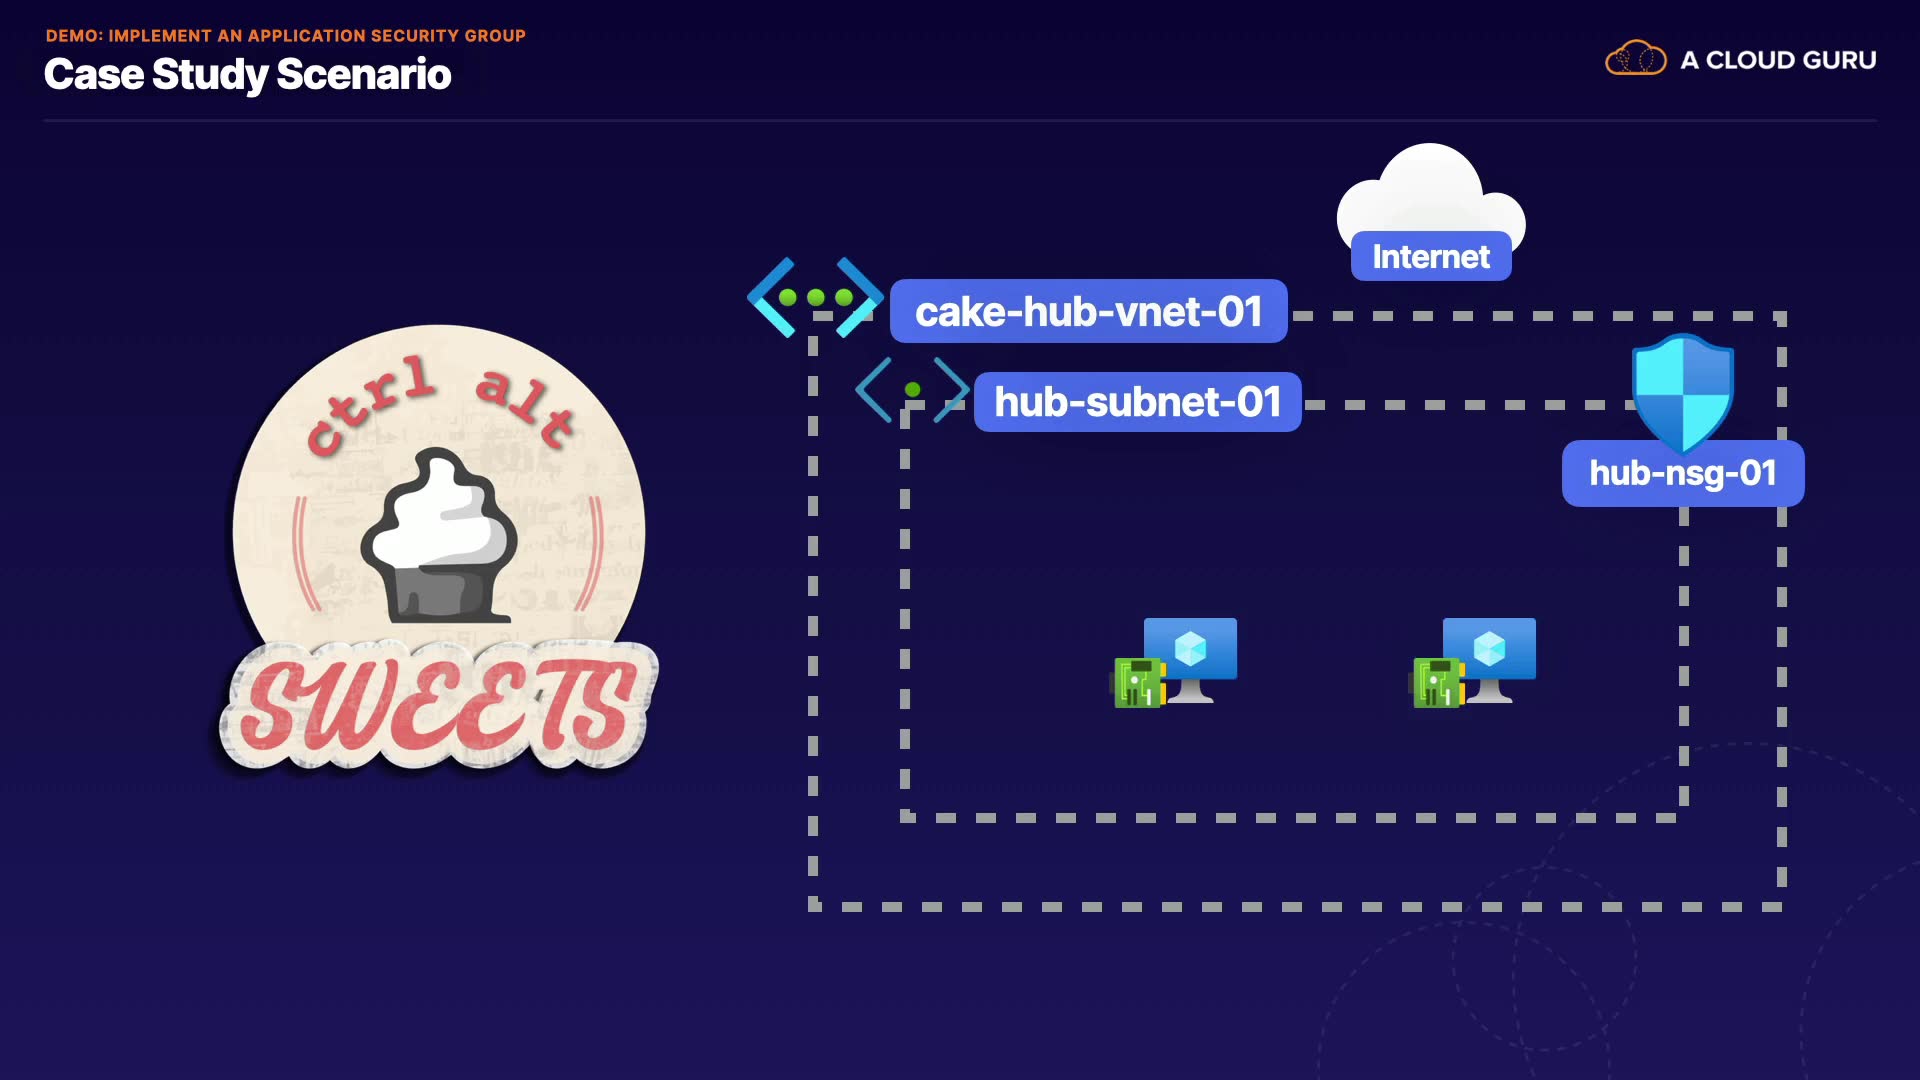 DEMO: IMPLEMENT AN APPLICATION SECURITY GROUP
Case Study Scenario
A CLOUD GURU
Internet
cake-hub-vnet-01
hub-subnet-01
hub-nsg-01
ctrl alt
SWEETS